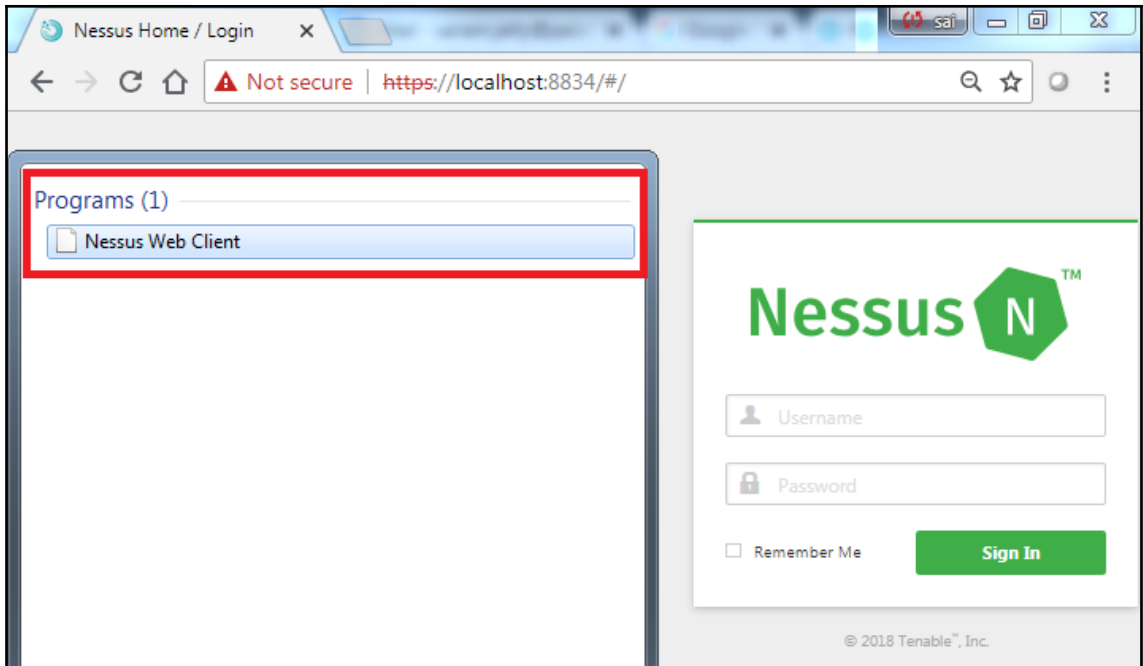 Nessus Home / Login
saî
Not secure | https://localhost:8834/#/
Programs (1)
Nessus Web Client
Nessus N ™
Username
Password
Remember Me
Sign In
© 2018 Tenable™, Inc.